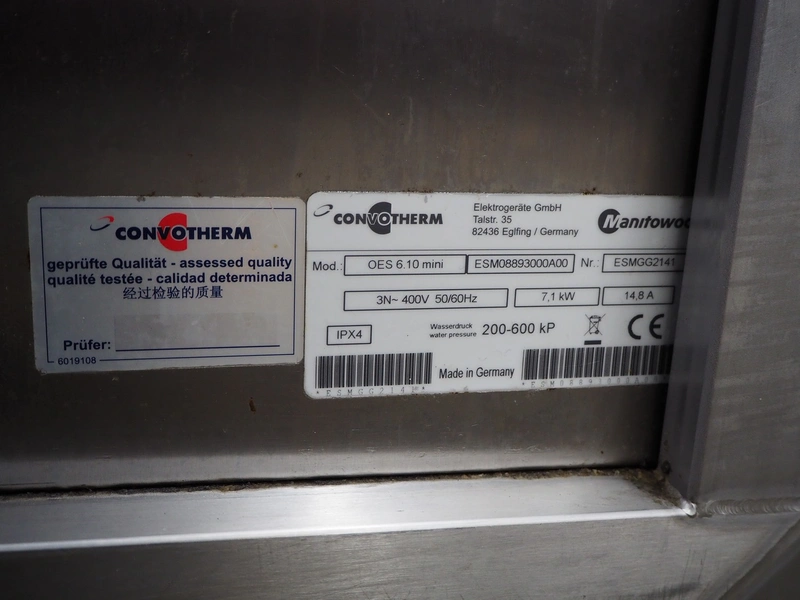 CONVOTHERM
geprüfte Qualität - assessed quality
qualité testée - calidad determinada
经过检验的质量
Prüfer:
6019108
CONVOTHERM
Elektrogeräte GmbH
Talstr. 35
82436 Eglfing / Germany
Manitowoc
Mod.: OES 6.10 mini ESM08893000A00 Nr.: ESMGG2141
3N~ 400V 50/60Hz 7,1 kW 14,8 A
IPX4
Wasserdruck
water pressure 200-600 kP
CE
Made in Germany